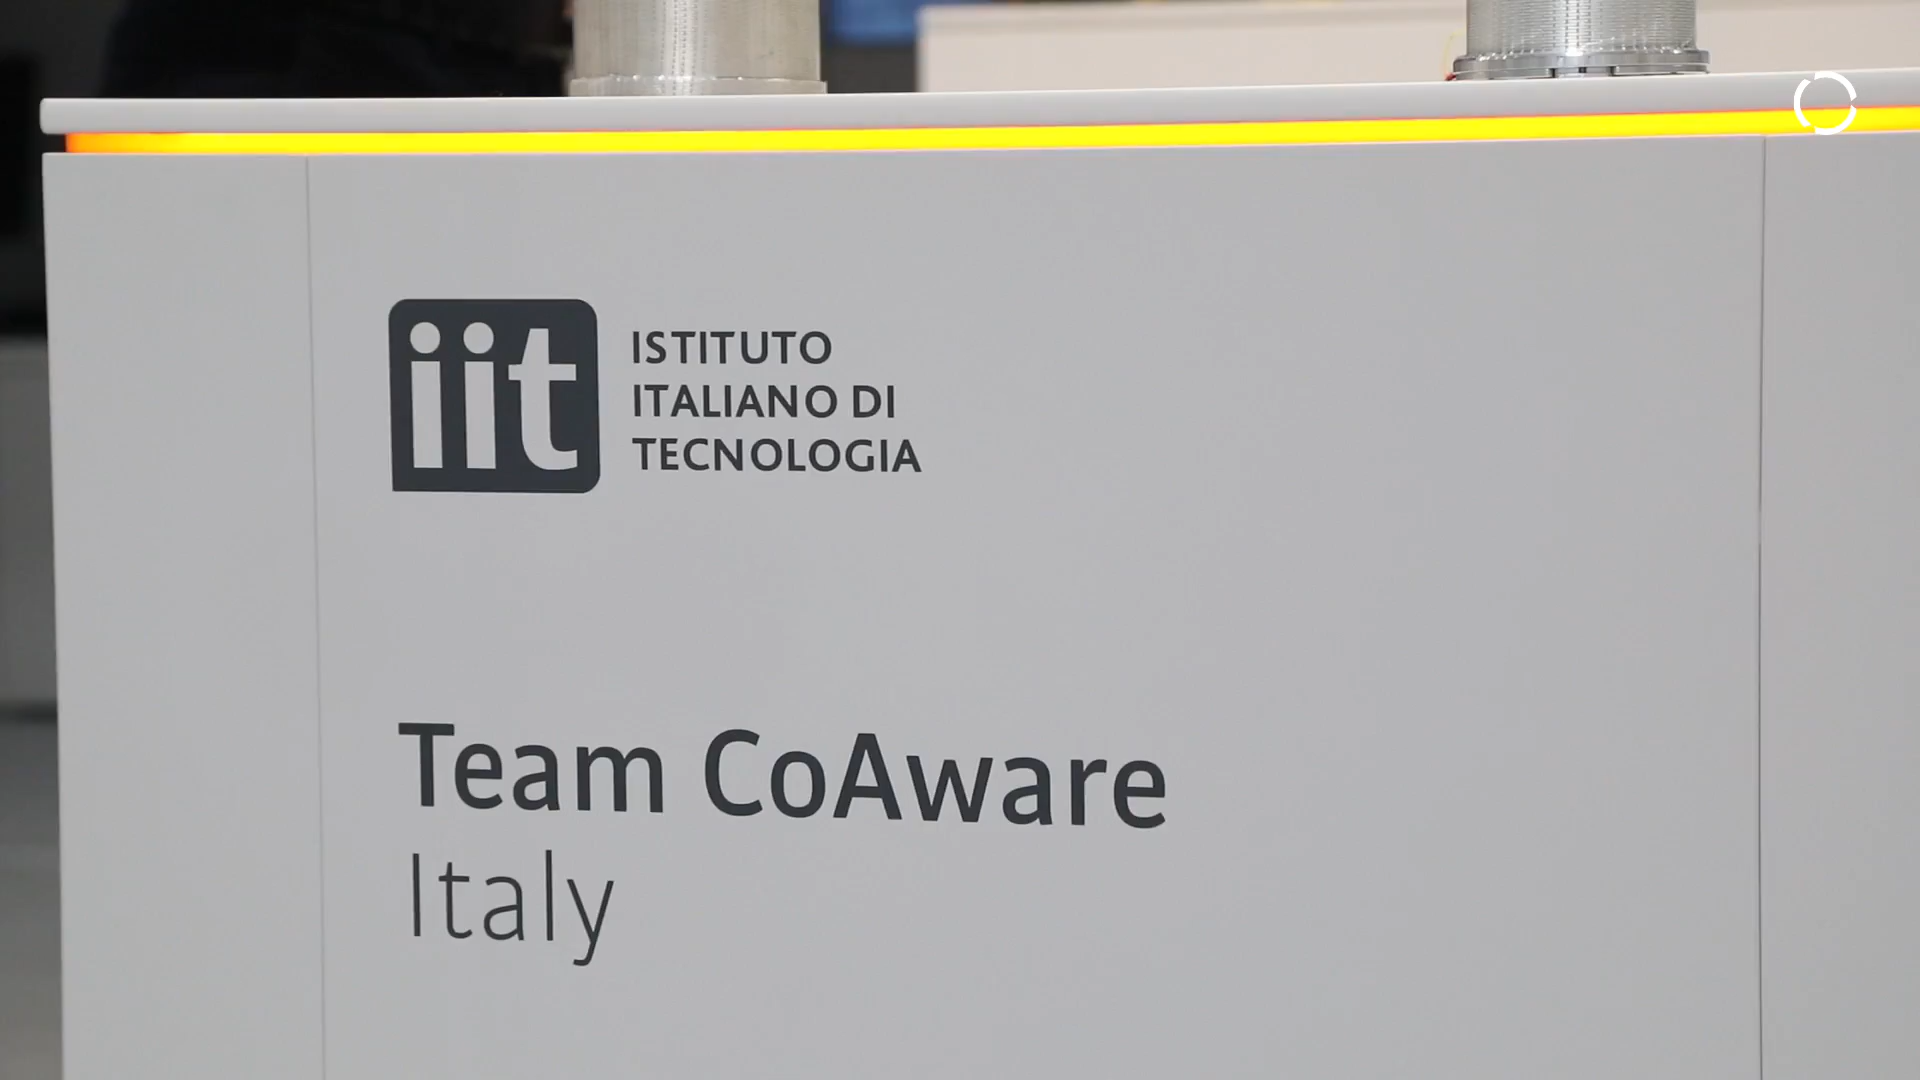 iit
ISTITUTO
ITALIANO DI
TECNOLOGIA
Team CoAware
Italy